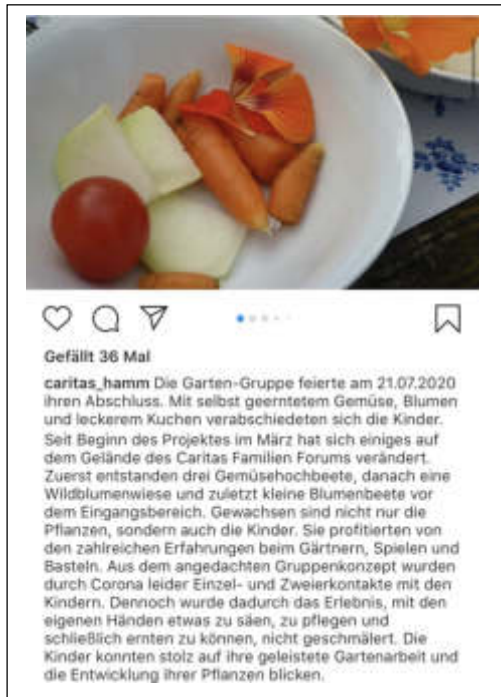 Gefällt 36 Mal
caritas_hamm Die Garten-Gruppe feierte am 21.07.2020
ihren Abschluss. Mit selbst geerntetem Gemüse, Blumen
und leckerem Kuchen verabschiedeten sich die Kinder.
Seit Beginn des Projektes im März hat sich einiges auf
dem Gelände des Caritas Familien Forums verändert.
Zuerst entstanden drei Gemüsehochbeete, danach eine
Wildblumenwiese und zuletzt kleine Blumenbeete vor
dem Eingangsbereich. Gewachsen sind nicht nur die
Pflanzen, sondern auch die Kinder. Sie profitierten von
den zahlreichen Erfahrungen beim Gärtnern, Spielen und
Basteln. Aus dem angedachten Gruppenkonzept wurden
durch Corona leider Einzel- und Zweierkontakte mit den
Kindern. Dennoch wurde dadurch das Erlebnis, mit den
eigenen Händen etwas zu säen, zu pflegen und
schließlich ernten zu können, nicht geschmälert. Die
Kinder konnten stolz auf ihre geleistete Gartenarbeit und
die Entwicklung ihrer Pflanzen blicken.